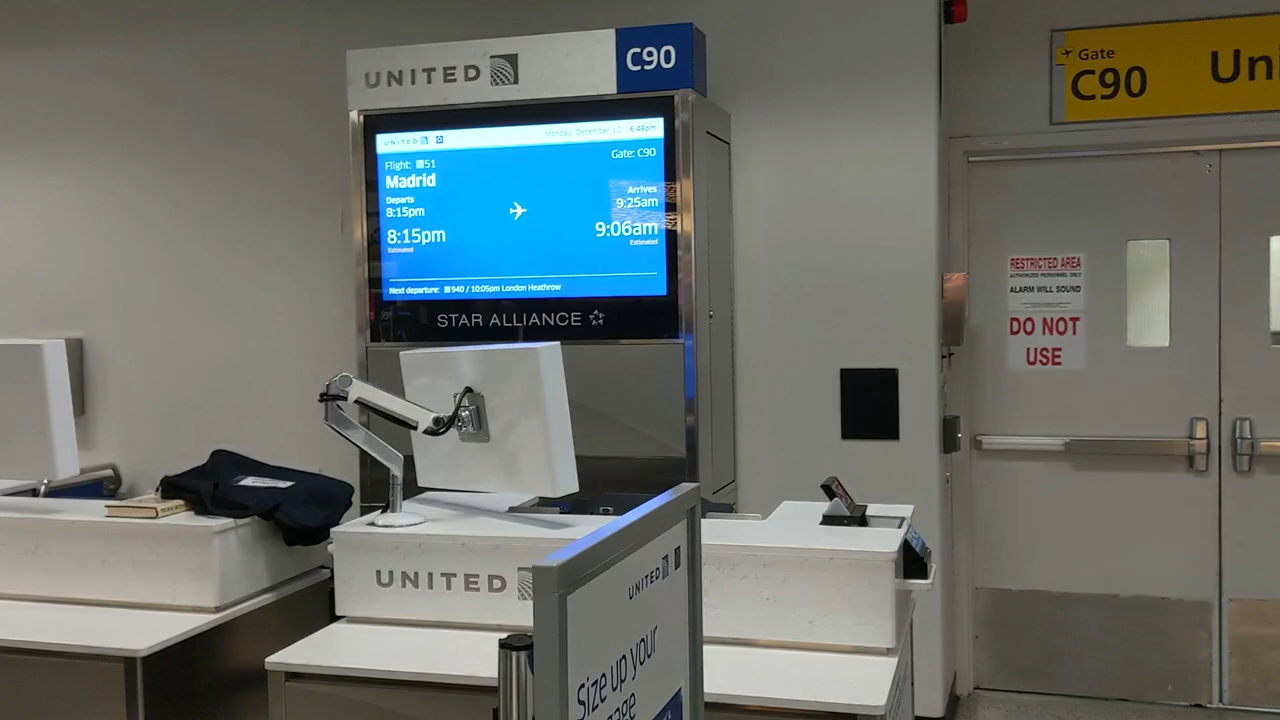 UNITED C90
UNITED
Monday, December 12 6:48pm
Flight: 51
Gate: C90
Madrid
Departs
8:15pm
Arrives
9:25am
8:15pm
Estimated
9:06am
Estimated
Next departure: 940 / 10:05pm London Heathrow
STAR ALLIANCE
Gate
C90
Un
RESTRICTED AREA
AUTHORIZED PERSONNEL ONLY
ALARM WILL SOUND
DO NOT
USE
UNITED
UNITED
Size up your